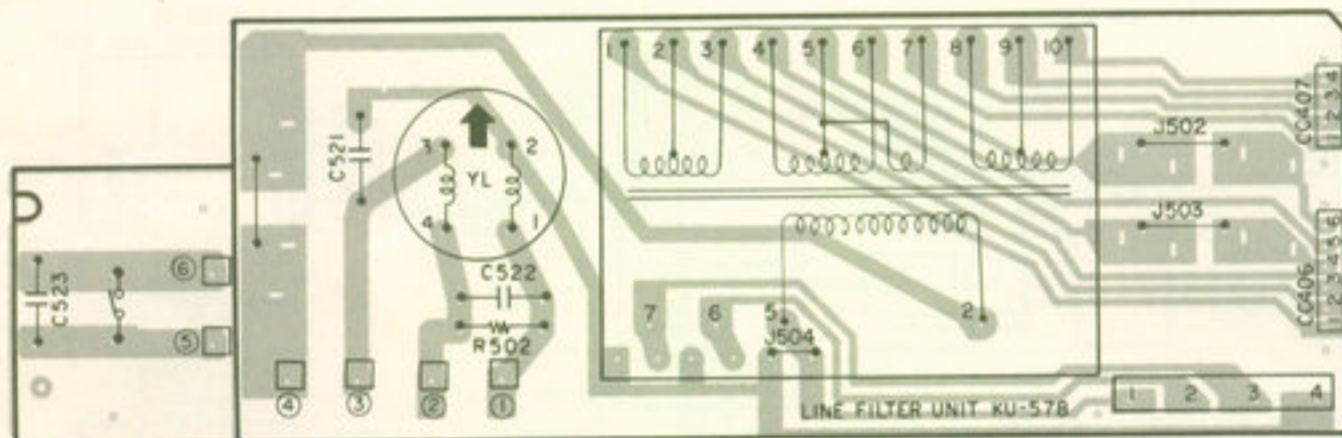 1 2 3 4 5 6 7 8 9 10
CC407
4
3
2
1
J502
C521
3 2
YL
4 1
J503
CC406
6
5
4
3
2
1
C523
⑥
⑤
C522
R502
7 6 5 2
J504
④ ③ ② ①
LINE FILTER UNIT KU-578
1 2 3 4